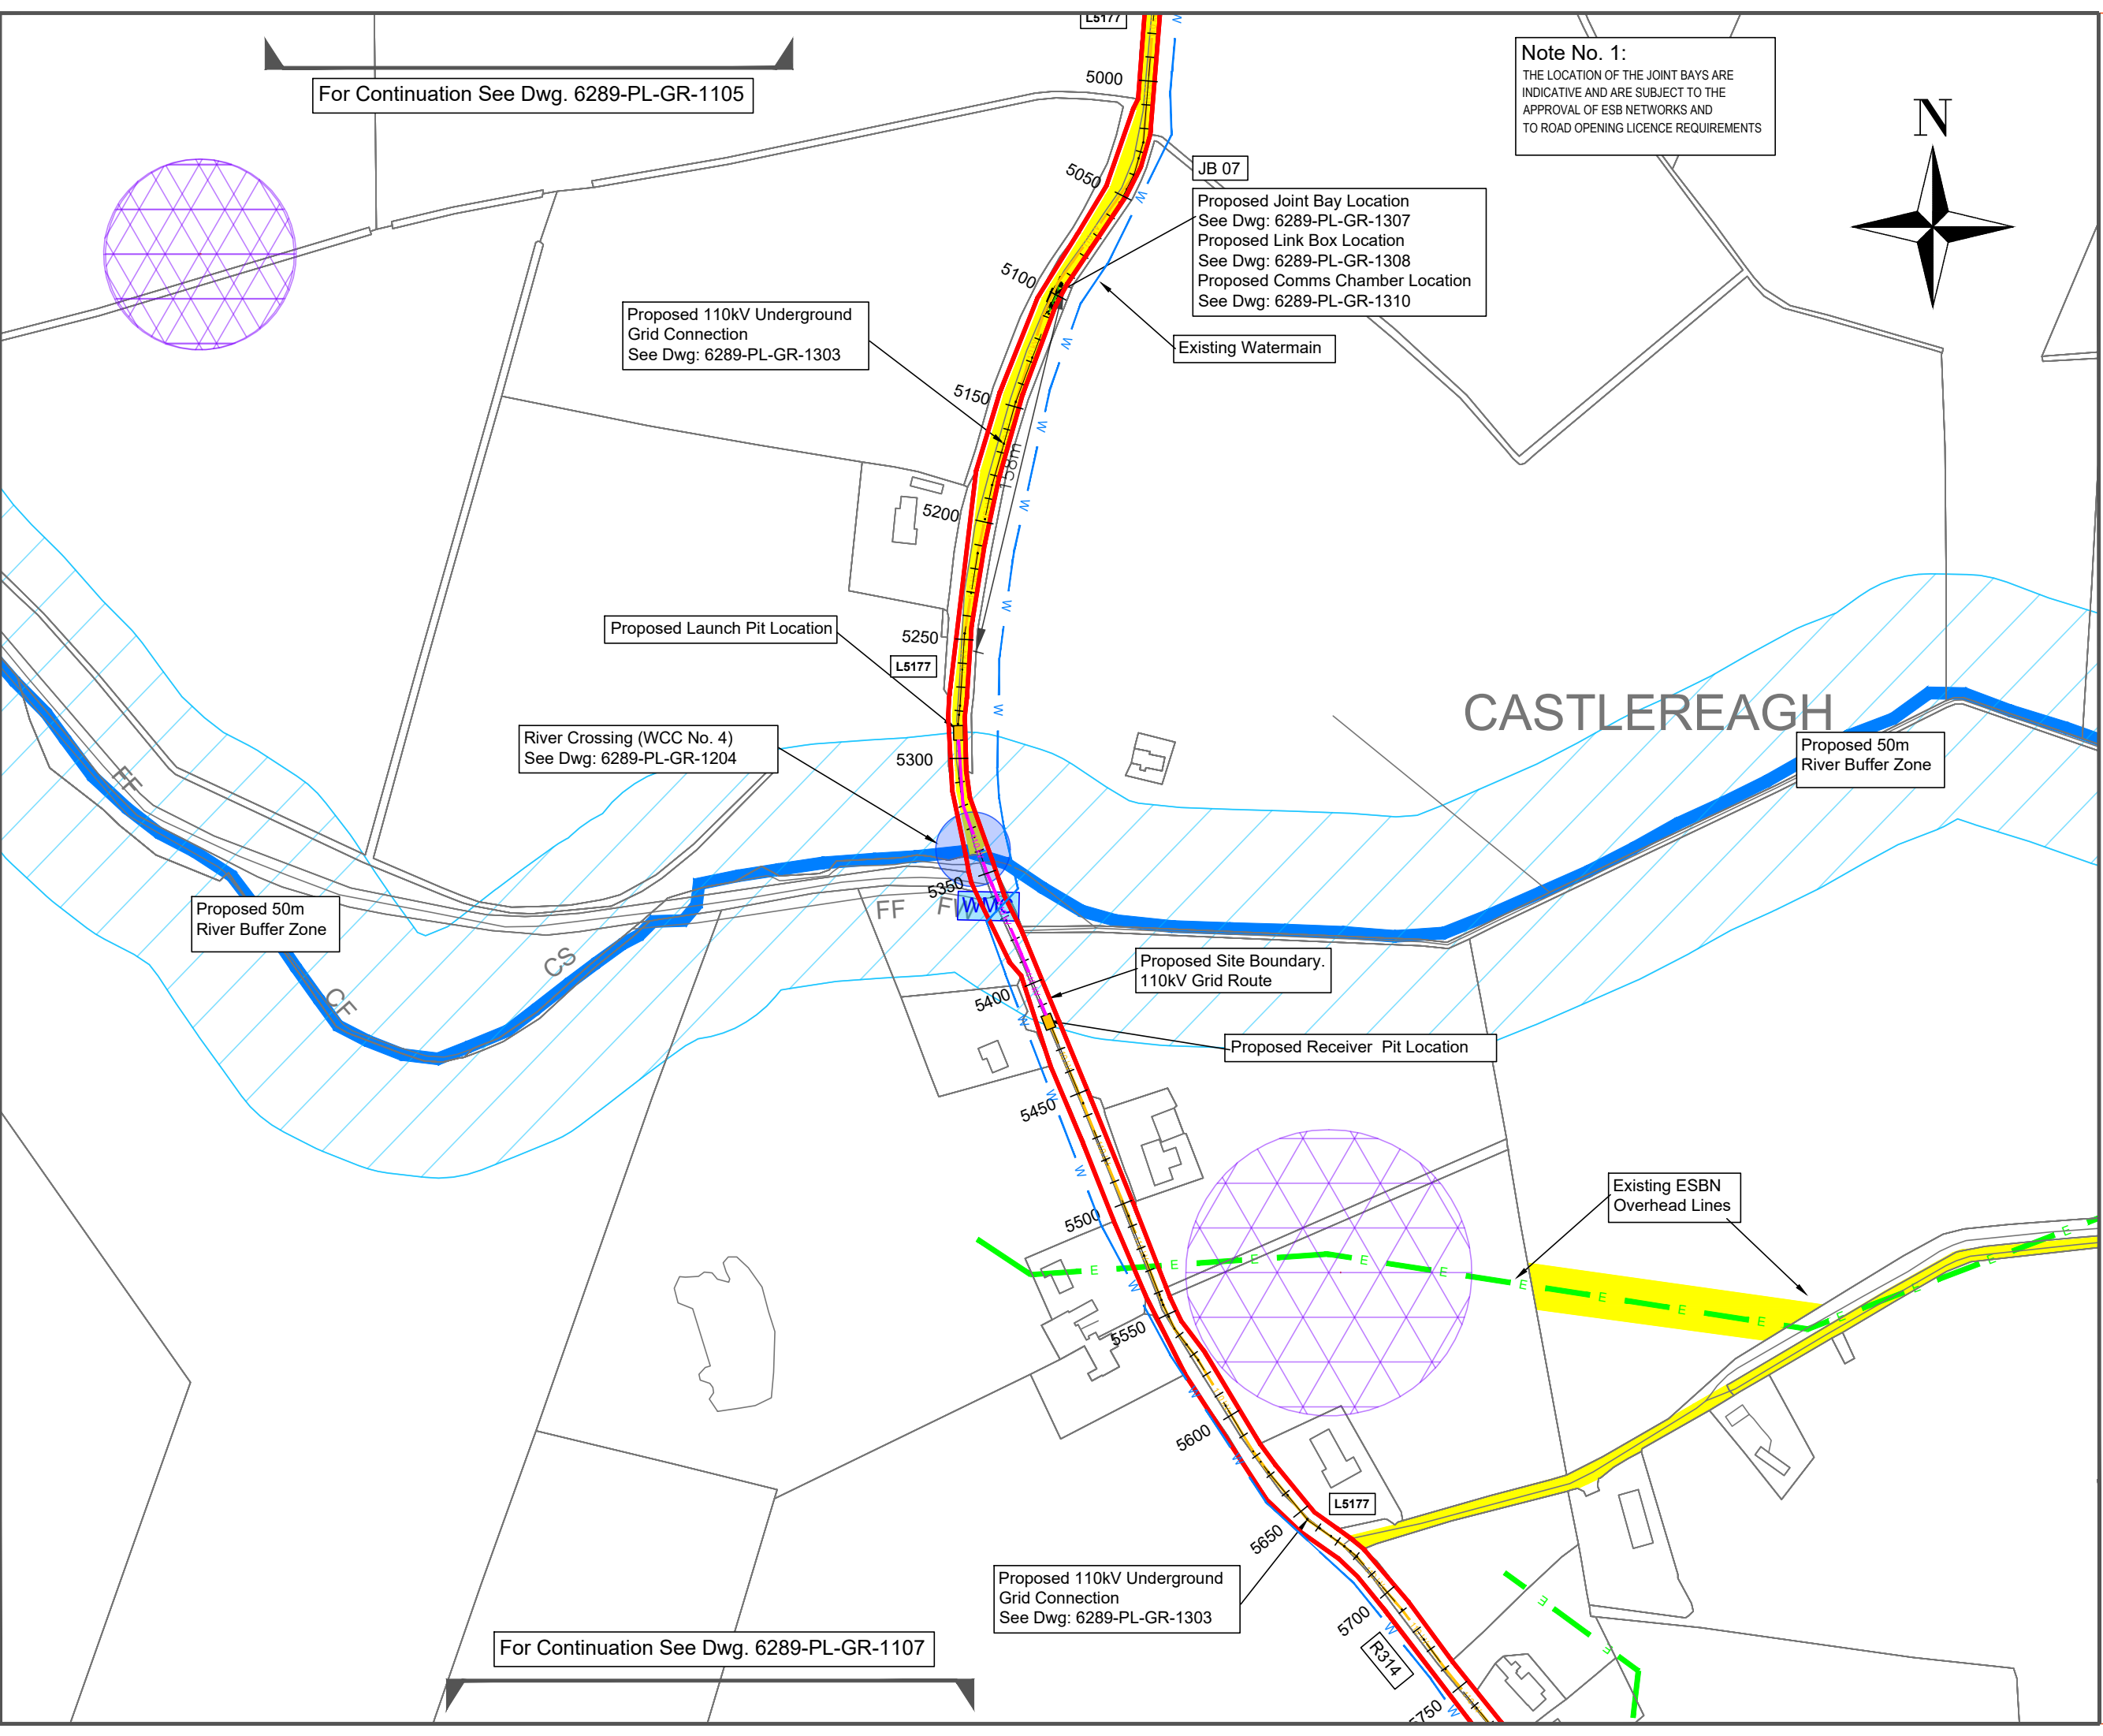 L5177
5000
For Continuation See Dwg. 6289-PL-GR-1105
Note No. 1:
THE LOCATION OF THE JOINT BAYS ARE
INDICATIVE AND ARE SUBJECT TO THE
APPROVAL OF ESB NETWORKS AND
TO ROAD OPENING LICENCE REQUIREMENTS
N
5050
JB 07
Proposed Joint Bay Location
See Dwg: 6289-PL-GR-1307
Proposed Link Box Location
See Dwg: 6289-PL-GR-1308
Proposed Comms Chamber Location
See Dwg: 6289-PL-GR-1310
5100
Proposed 110kV Underground
Grid Connection
See Dwg: 6289-PL-GR-1303
Existing Watermain
5150
158m
5200
Proposed Launch Pit Location
5250
L5177
CASTLEREAGH
River Crossing (WCC No. 4)
See Dwg: 6289-PL-GR-1204
5300
Proposed 50m
River Buffer Zone
FF
5350
Proposed 50m
River Buffer Zone
FF
CS
CF
Proposed Site Boundary.
110kV Grid Route
5400
Proposed Receiver Pit Location
5450
Existing ESBN
Overhead Lines
5500
E E E E E E E E E E E E
5550
5600
L5177
5650
Proposed 110kV Underground
Grid Connection
See Dwg: 6289-PL-GR-1303
5700
R314
For Continuation See Dwg. 6289-PL-GR-1107
5750